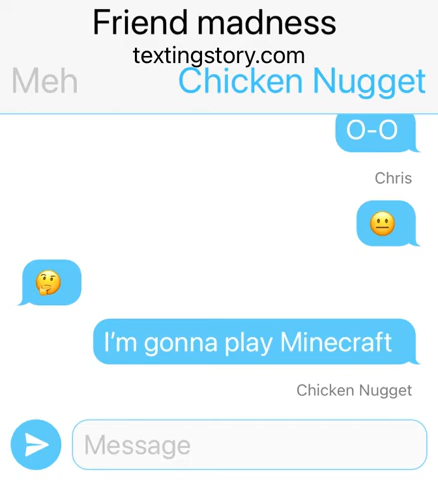 Friend madness
textingstory.com
Meh Chicken Nugget
O-O
Chris
I'm gonna play Minecraft
Chicken Nugget
Message